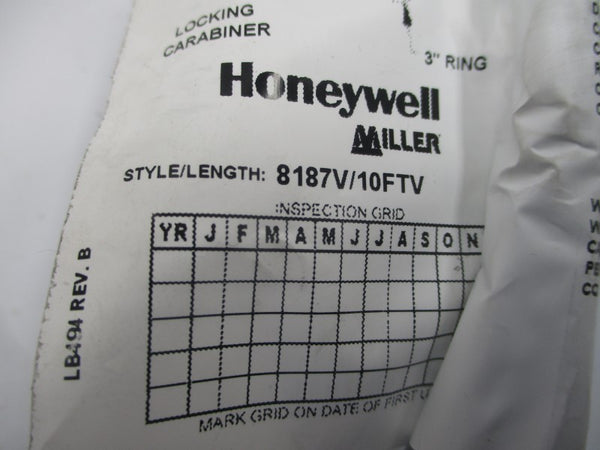 LOCKING
CARABINER
3" RING
Honeywell
MILLER
STYLE/LENGTH: 8187V/10FTV
INSPECTION GRID
YR J F M A M J J A S O N
LB494 REV. B
MARK GRID ON DATE OF FIRST